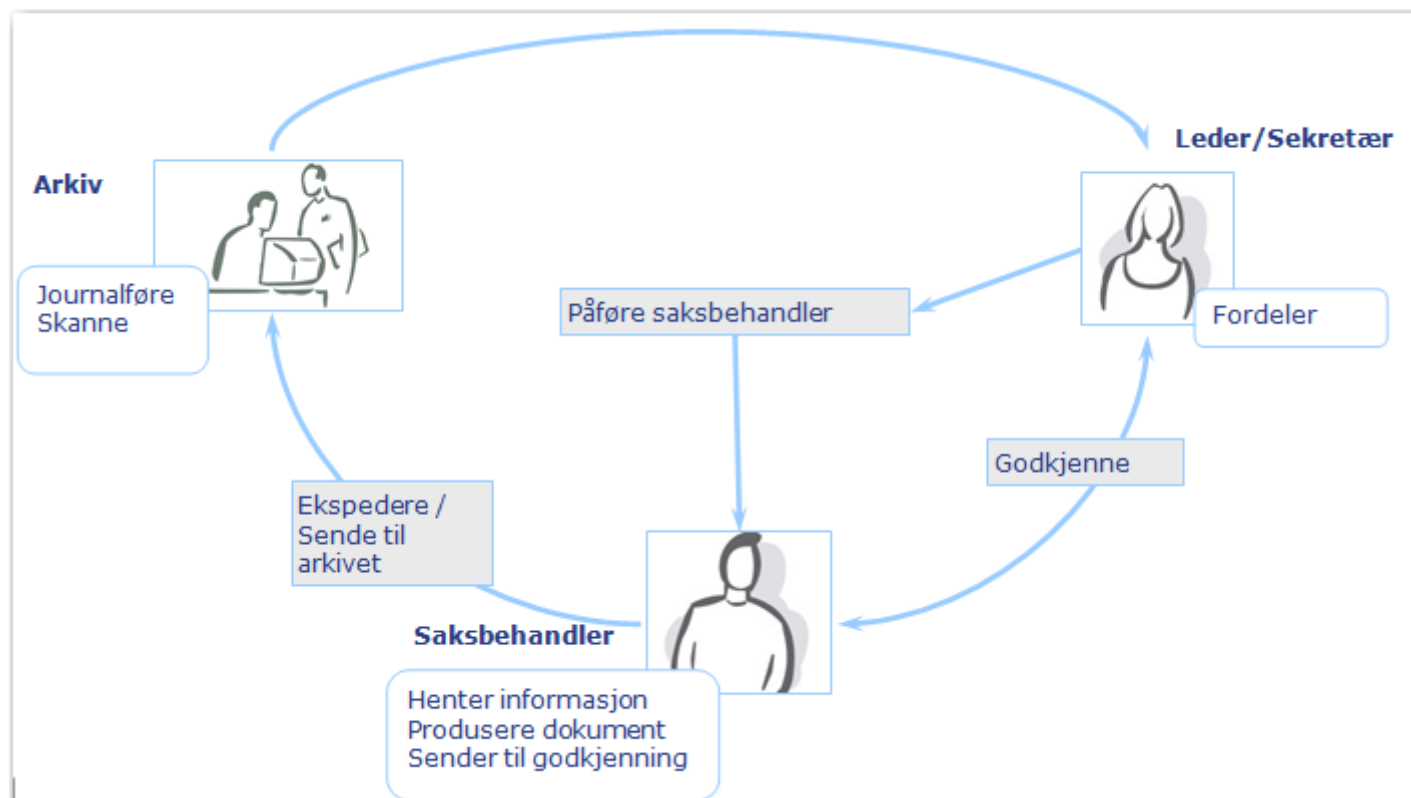 Leder/Sekretær
Arkiv
Journalføre
Skanne
Påføre saksbehandler
Fordeler
Godkjenne
Ekspedere /
Sende til
arkivet
Saksbehandler
Henter informasjon
Produsere dokument
Sender til godkjenning